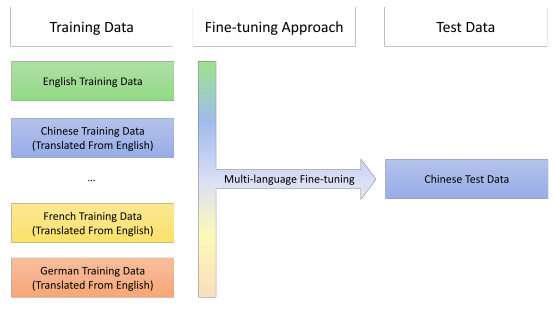 Training Data
Fine-tuning Approach
Test Data
English Training Data
Chinese Training Data
(Translated From English)
...
French Training Data
(Translated From English)
German Training Data
(Translated From English)
Multi-language Fine-tuning
Chinese Test Data